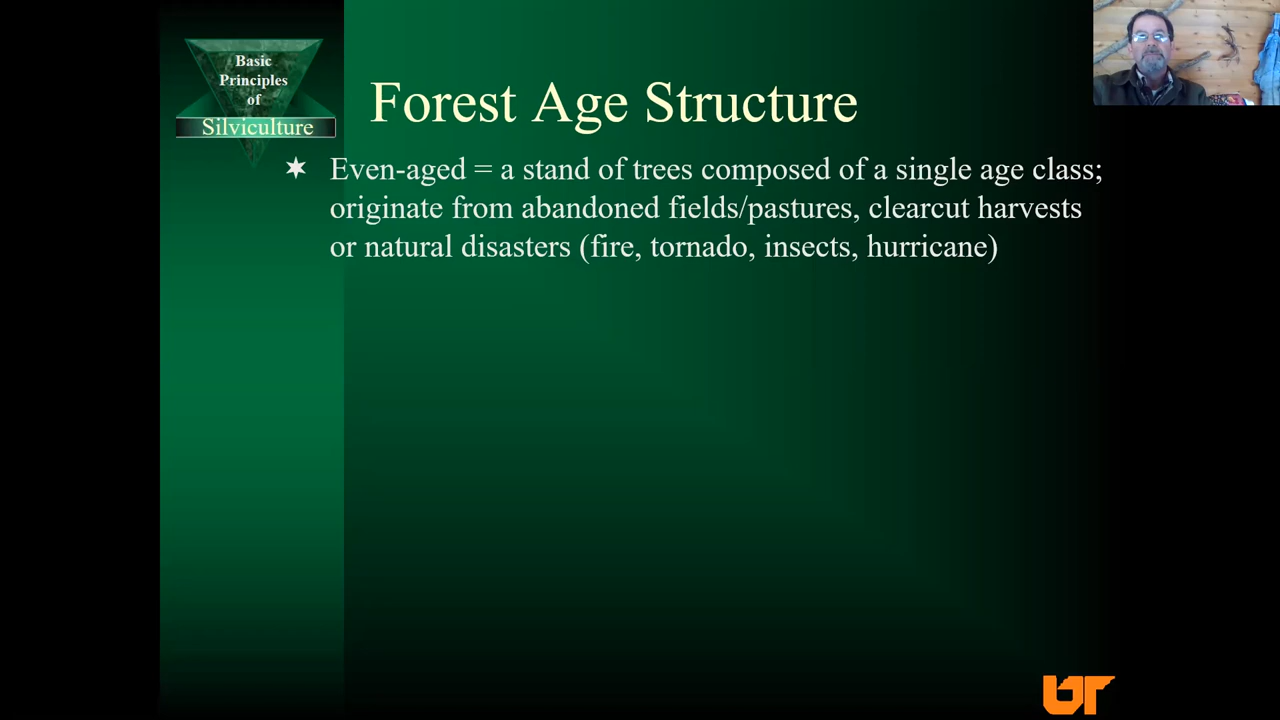 Basic
Principles
of
Silviculture
Forest Age Structure
Even-aged = a stand of trees composed of a single age class;
originate from abandoned fields/pastures, clearcut harvests
or natural disasters (fire, tornado, insects, hurricane)
UT